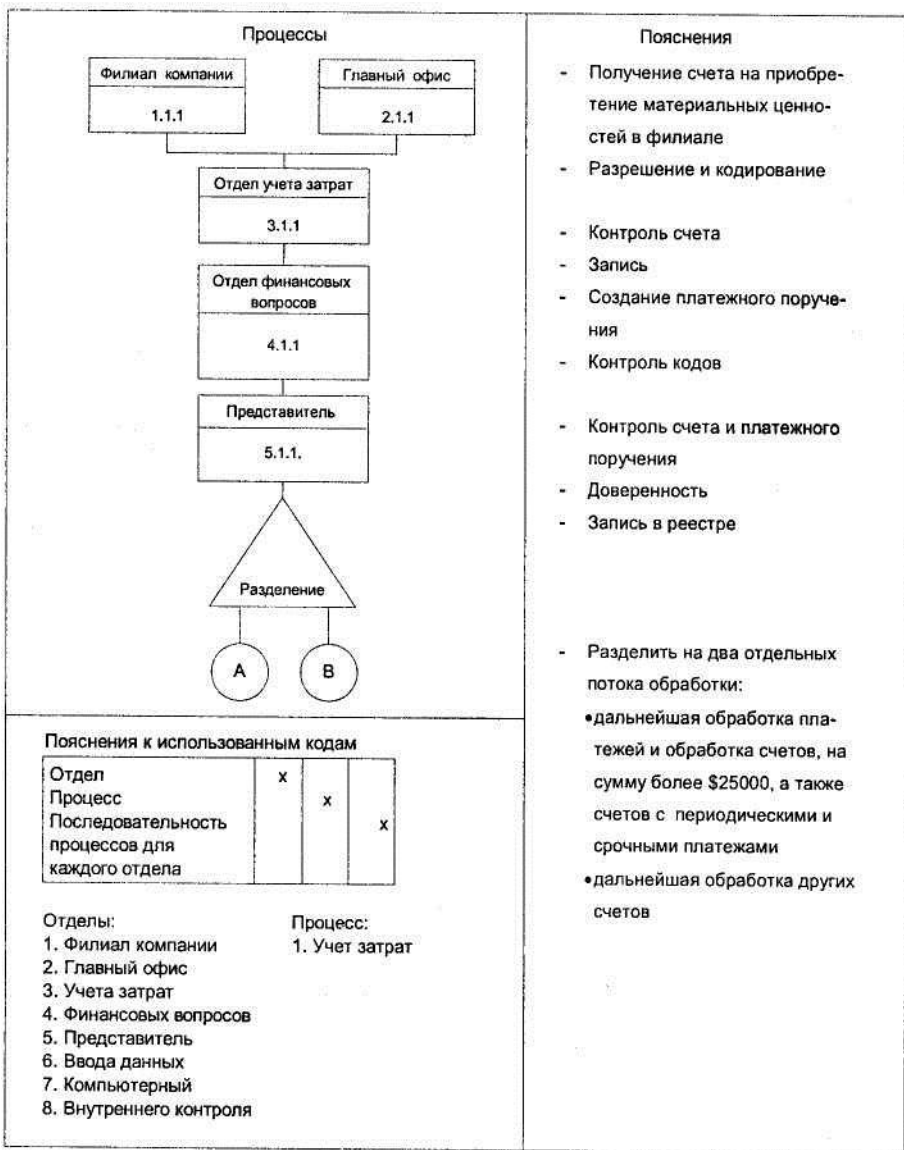 Процессы
Филиал компании
1.1.1
Главный офис
2.1.1
Отдел учета затрат
3.1.1
Отдел финансовых
вопросов
4.1.1
Представитель
5.1.1.
Разделение
А
В
Пояснения
- Получение счета на приобре-
тение материальных ценно-
стей в филиале
- Разрешение и кодирование
- Контроль счета
- Запись
- Создание платежного поруче-
ния
- Контроль кодов
- Контроль счета и платежного
поручения
- Доверенность
- Запись в реестре
- Разделить на два отдельных
потока обработки:
•дальнейшая обработка пла-
тежей и обработка счетов, на
сумму более $25000, а также
счетов с периодическими и
срочными платежами
•дальнейшая обработка других
счетов
Пояснения к использованным кодам
Отдел x
Процесс x
Последовательность x
процессов для
каждого отдела
Отделы:
1. Филиал компании
2. Главный офис
3. Учета затрат
4. Финансовых вопросов
5. Представитель
6. Ввода данных
7. Компьютерный
8. Внутреннего контроля
Процесс:
1. Учет затрат